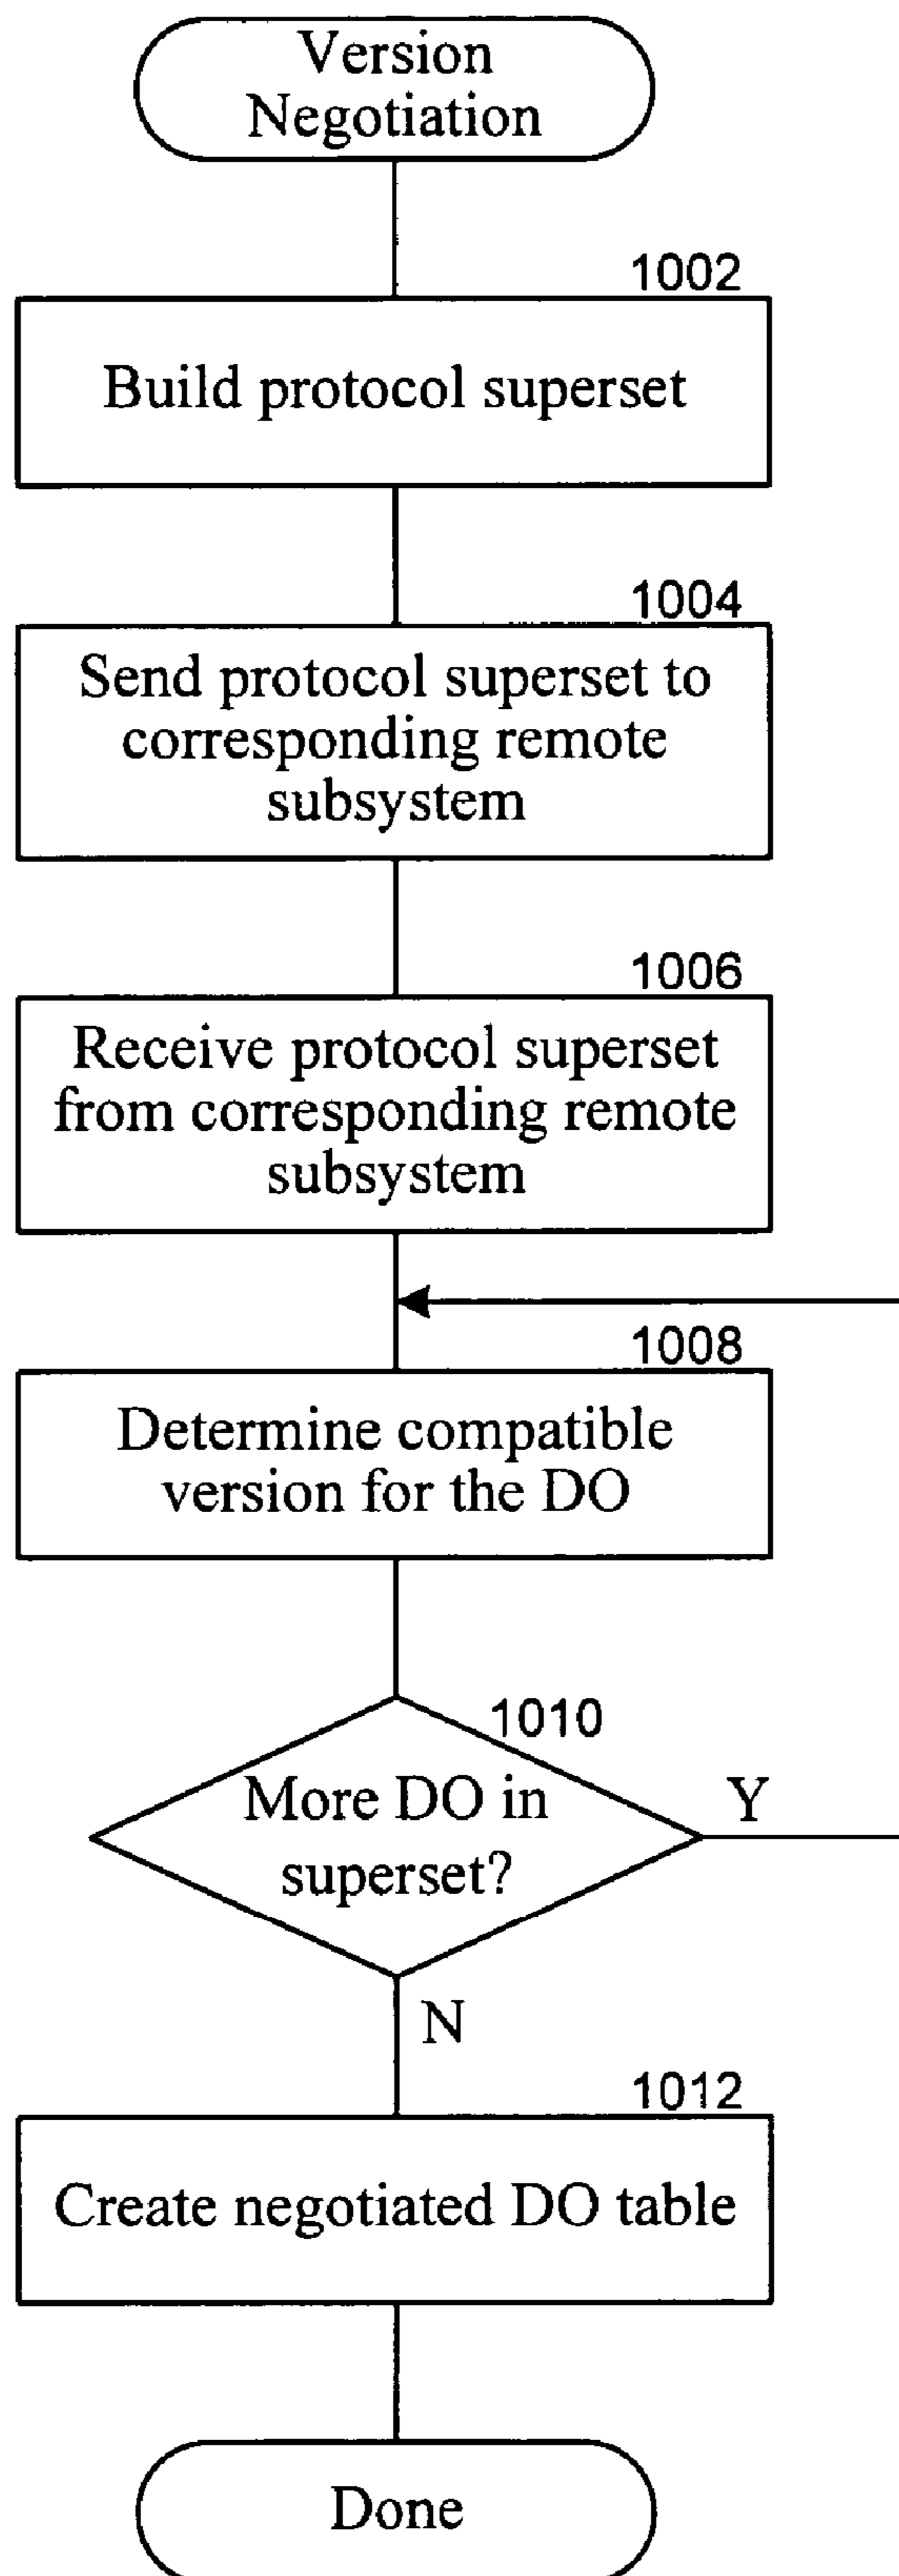 Version
Negotiation
1002
Build protocol superset
1004
Send protocol superset to
corresponding remote
subsystem
1006
Receive protocol superset
from corresponding remote
subsystem
1008
Determine compatible
version for the DO
1010
More DO in
superset?
Y
N
1012
Create negotiated DO table
Done